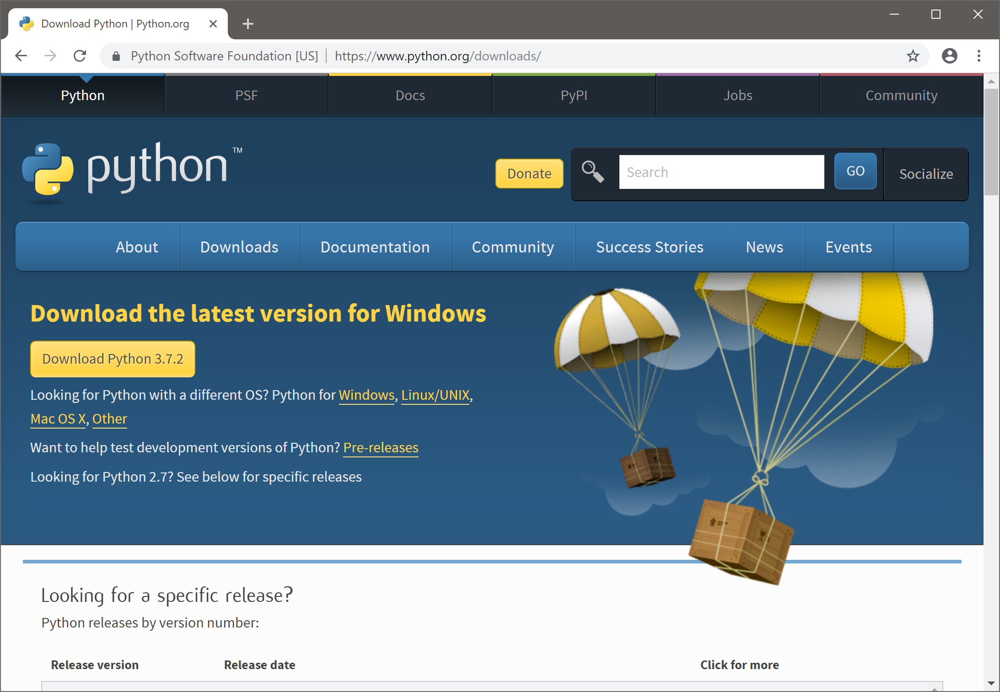 Download Python | Python.org
Python Software Foundation [US] | https://www.python.org/downloads/
Python PSF Docs PyPI Jobs Community
python™
Donate Search GO Socialize
About Downloads Documentation Community Success Stories News Events
Download the latest version for Windows
Download Python 3.7.2
Looking for Python with a different OS? Python for Windows, Linux/UNIX,
Mac OS X, Other
Want to help test development versions of Python? Pre-releases
Looking for Python 2.7? See below for specific releases
Looking for a specific release?
Python releases by version number:
Release version Release date Click for more